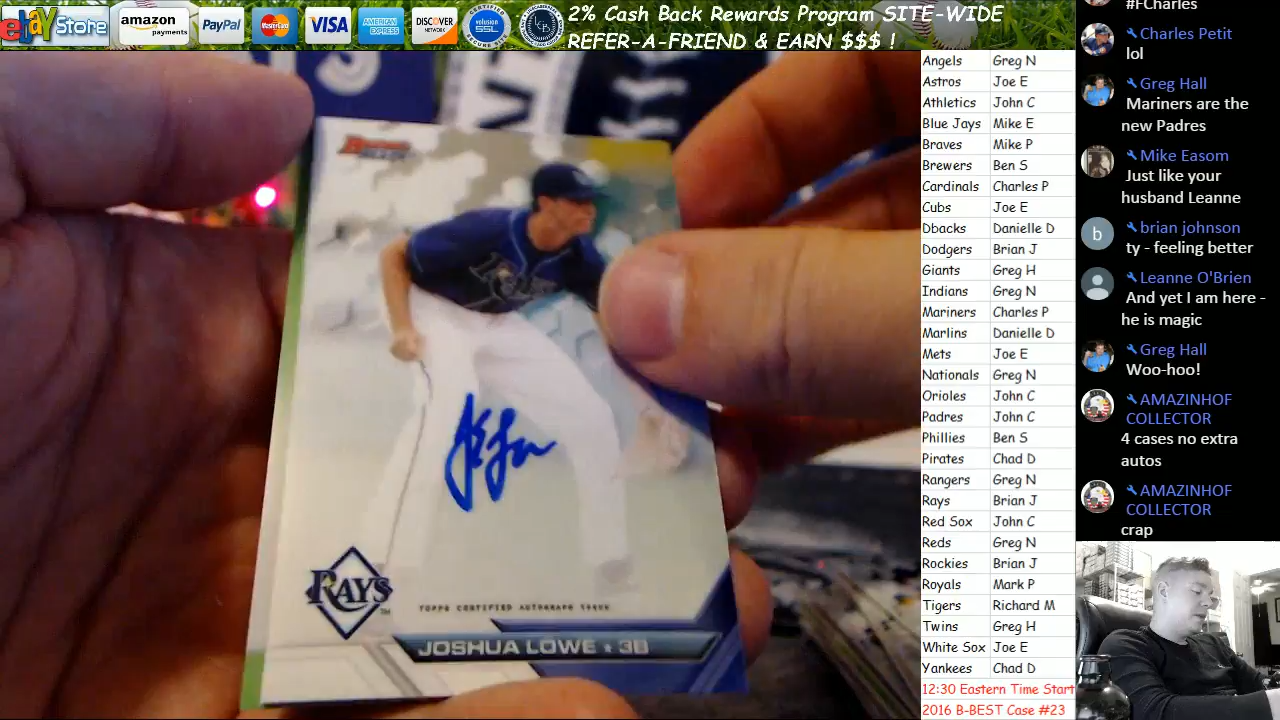 ebay Store
amazon payments
PayPal
MasterCard
VISA
AMERICAN EXPRESS
DISCOVER NETWORK
volusion SSL
2% Cash Back Rewards Program SITE-WIDE
REFER-A-FRIEND & EARN $$$ !
Angels Greg N
Astros Joe E
Athletics John C
Blue Jays Mike E
Braves Mike P
Brewers Ben S
Cardinals Charles P
Cubs Joe E
Dbacks Danielle D
Dodgers Brian J
Giants Greg H
Indians Greg N
Mariners Charles P
Marlins Danielle D
Mets Joe E
Nationals Greg N
Orioles John C
Padres John C
Phillies Ben S
Pirates Chad D
Rangers Greg N
Rays Brian J
Red Sox John C
Reds Greg N
Rockies Brian J
Royals Mark P
Tigers Richard M
Twins Greg H
White Sox Joe E
Yankees Chad D
12:30 Eastern Time Start
2016 B-BEST Case #23
#FCharles
Charles Petit
lol
Greg Hall
Mariners are the
new Padres
Mike Easom
Just like your
husband Leanne
b
brian johnson
ty - feeling better
Leanne O'Brien
And yet I am here -
he is magic
Greg Hall
Woo-hoo!
AMAZINHOF
COLLECTOR
4 cases no extra
autos
AMAZINHOF
COLLECTOR
crap
RAYS
TM
TOPPS CERTIFIED AUTOGRAPH ISSUE
JOSHUA LOWE ★ 3B